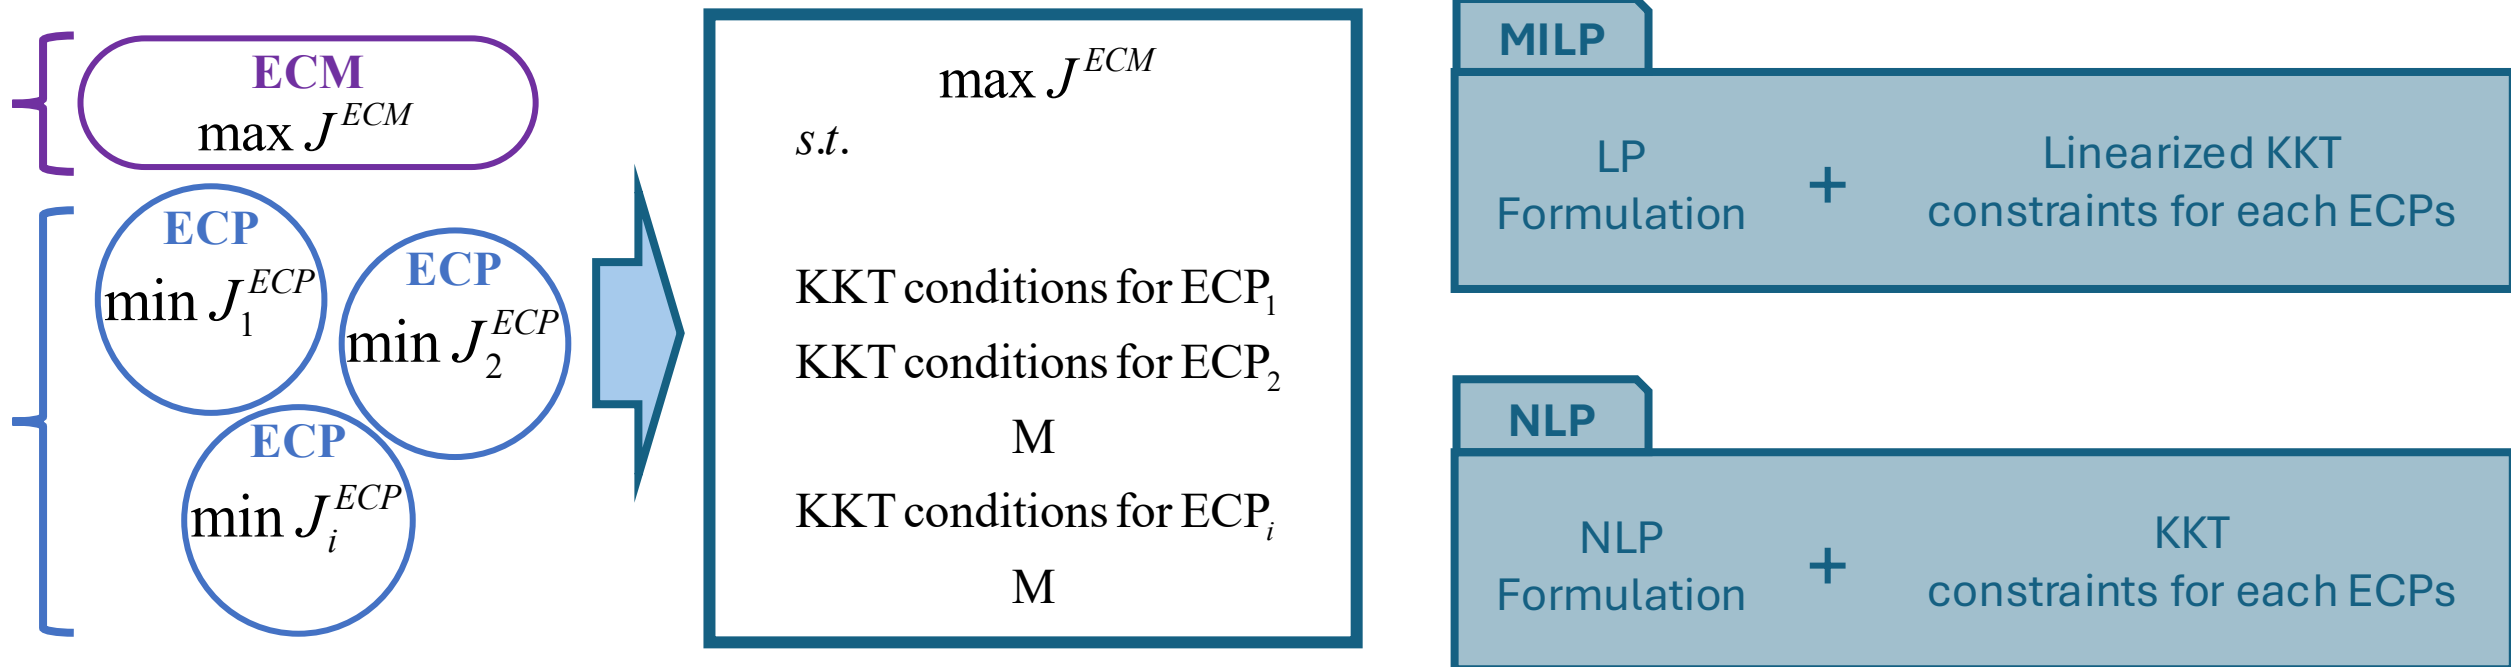 ECM
max J^{ECM}
ECP
min J_1^{ECP}
ECP
min J_2^{ECP}
ECP
min J_i^{ECP}
max J^{ECM}
s.t.
KKT conditions for ECP_1
KKT conditions for ECP_2
M
KKT conditions for ECP_i
M
MILP
LP
Formulation
+
Linearized KKT
constraints for each ECPs
NLP
NLP
Formulation
+
KKT
constraints for each ECPs